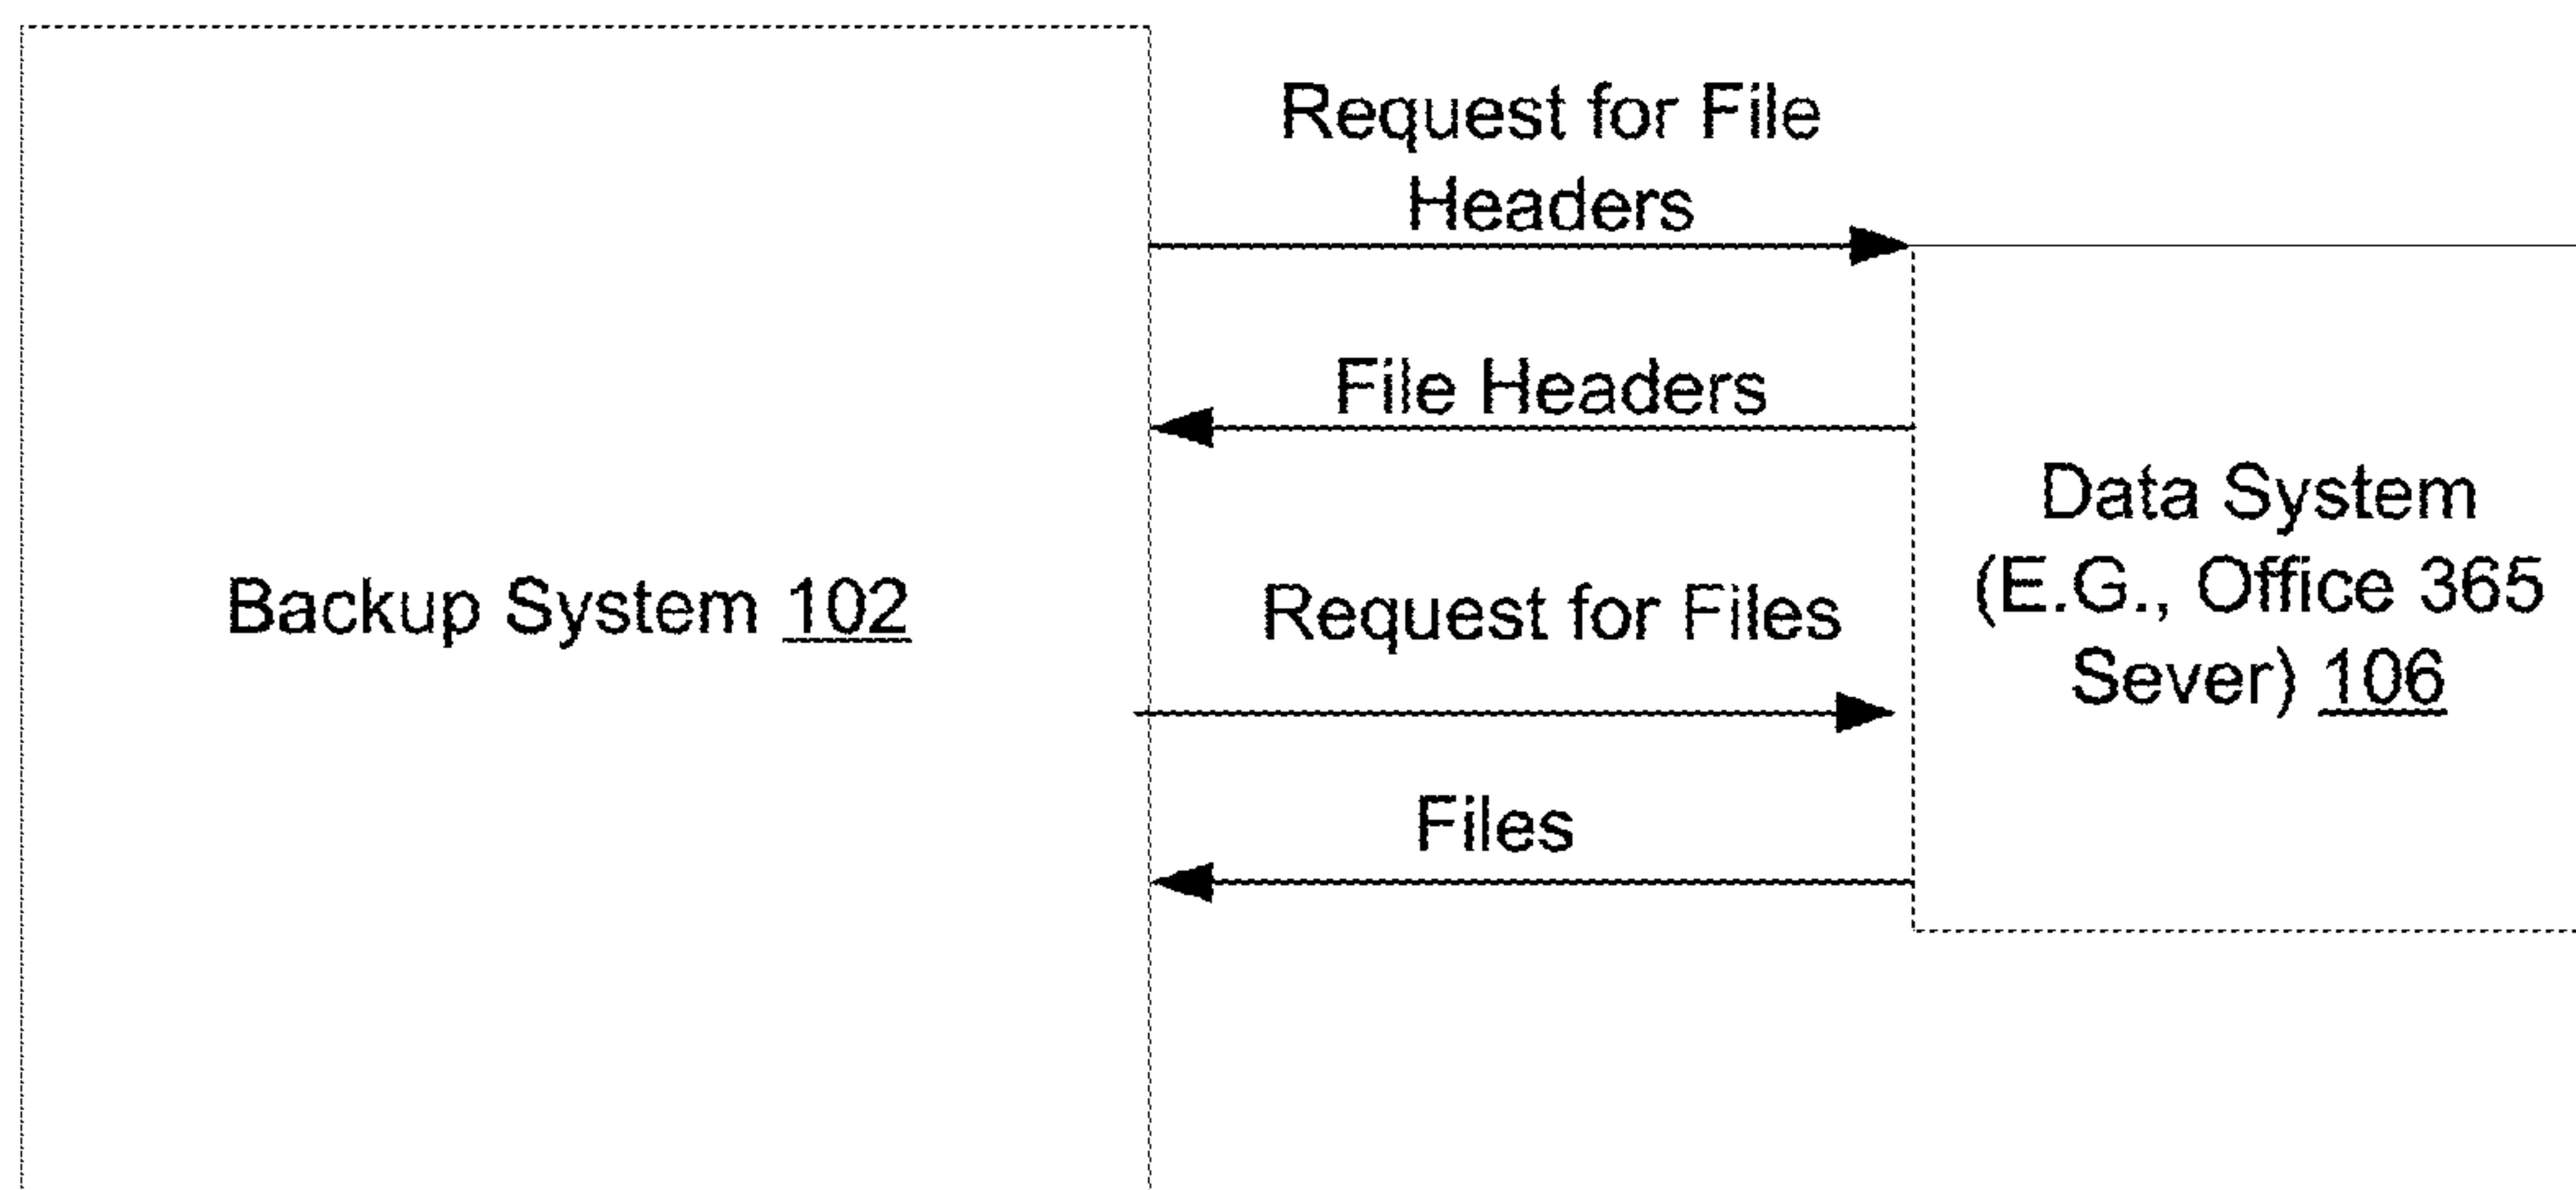 Request for File
Headers
File Headers
Backup System 102
Request for Files
Files
Data System
(E.G., Office 365
Sever) 106